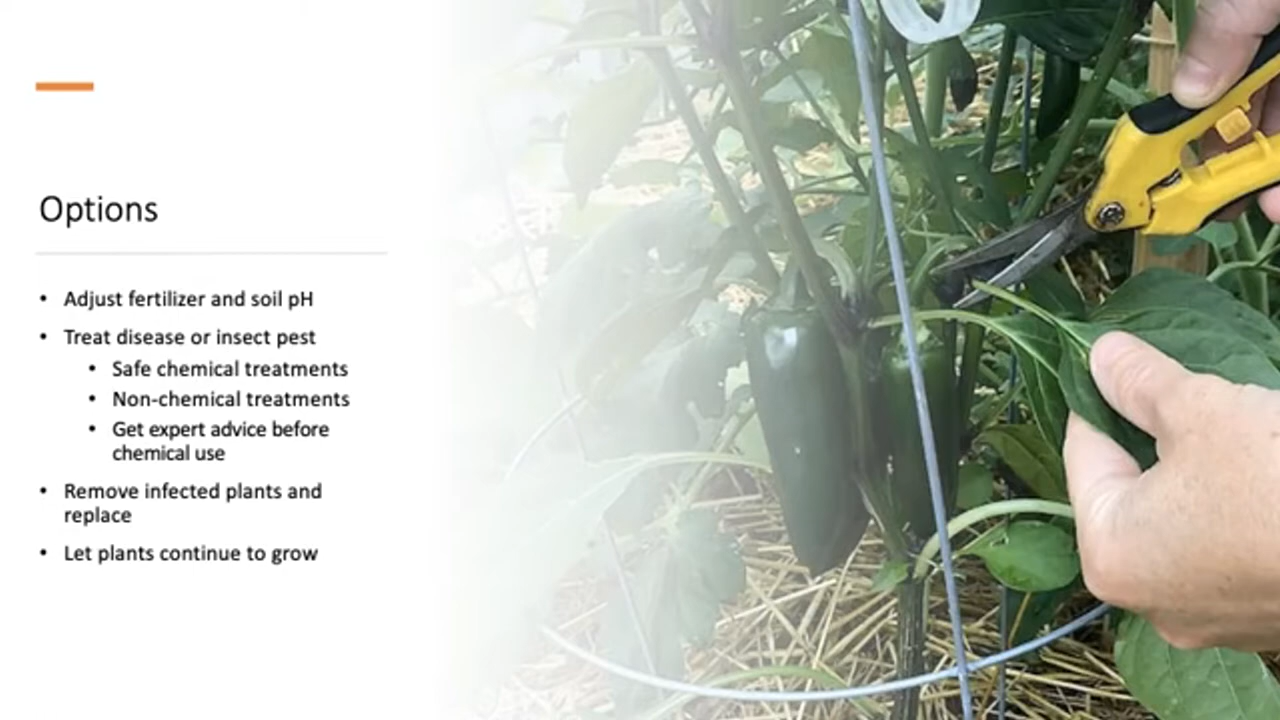 Options
• Adjust fertilizer and soil pH
• Treat disease or insect pest
• Safe chemical treatments
• Non-chemical treatments
• Get expert advice before
chemical use
• Remove infected plants and
replace
• Let plants continue to grow